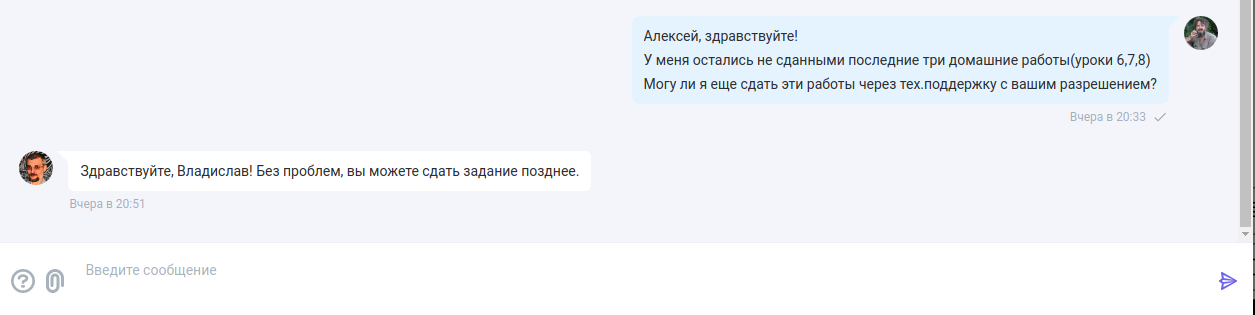 Алексей, здравствуйте!
У меня остались не сданными последние три домашние работы(уроки 6,7,8)
Могу ли я еще сдать эти работы через тех.поддержку с вашим разрешением?
Вчера в 20:33
Здравствуйте, Владислав! Без проблем, вы можете сдать задание позднее.
Вчера в 20:51
Введите сообщение